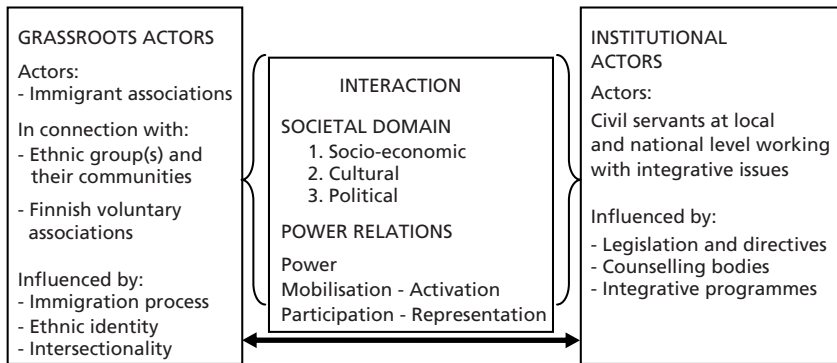 GRASSROOTS ACTORS
Actors:
- Immigrant associations
In connection with:
- Ethnic group(s) and
their communities
- Finnish voluntary
associations
Influenced by:
- Immigration process
- Ethnic identity
- Intersectionality
INTERACTION
SOCIETAL DOMAIN
1. Socio-economic
2. Cultural
3. Political
POWER RELATIONS
Power
Mobilisation - Activation
Participation - Representation
INSTITUTIONAL
ACTORS
Actors:
Civil servants at local
and national level working
with integrative issues
Influenced by:
- Legislation and directives
- Counselling bodies
- Integrative programmes